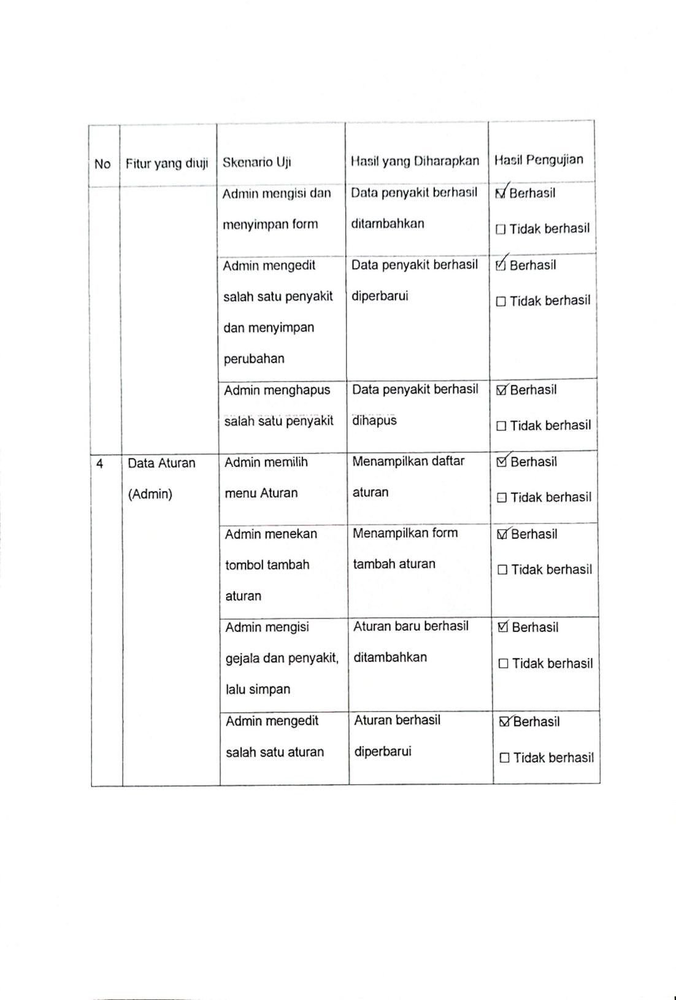 No Fitur yang diuji Skenario Uji Hasil yang Diharapkan Hasil Pengujian
Admin mengisi dan Data penyakit berhasil ☑ Berhasil
menyimpan form ditambahkan ☐ Tidak berhasil
Admin mengedit Data penyakit berhasil ☑ Berhasil
salah satu penyakit diperbarui ☐ Tidak berhasil
dan menyimpan
perubahan
Admin menghapus Data penyakit berhasil ☑ Berhasil
salah satu penyakit dihapus ☐ Tidak berhasil
4 Data Aturan Admin memilih Menampilkan daftar ☑ Berhasil
(Admin) menu Aturan aturan ☐ Tidak berhasil
Admin menekan Menampilkan form ☑ Berhasil
tombol tambah tambah aturan ☐ Tidak berhasil
aturan
Admin mengisi Aturan baru berhasil ☑ Berhasil
gejala dan penyakit, ditambahkan ☐ Tidak berhasil
lalu simpan
Admin mengedit Aturan berhasil ☑ Berhasil
salah satu aturan diperbarui ☐ Tidak berhasil